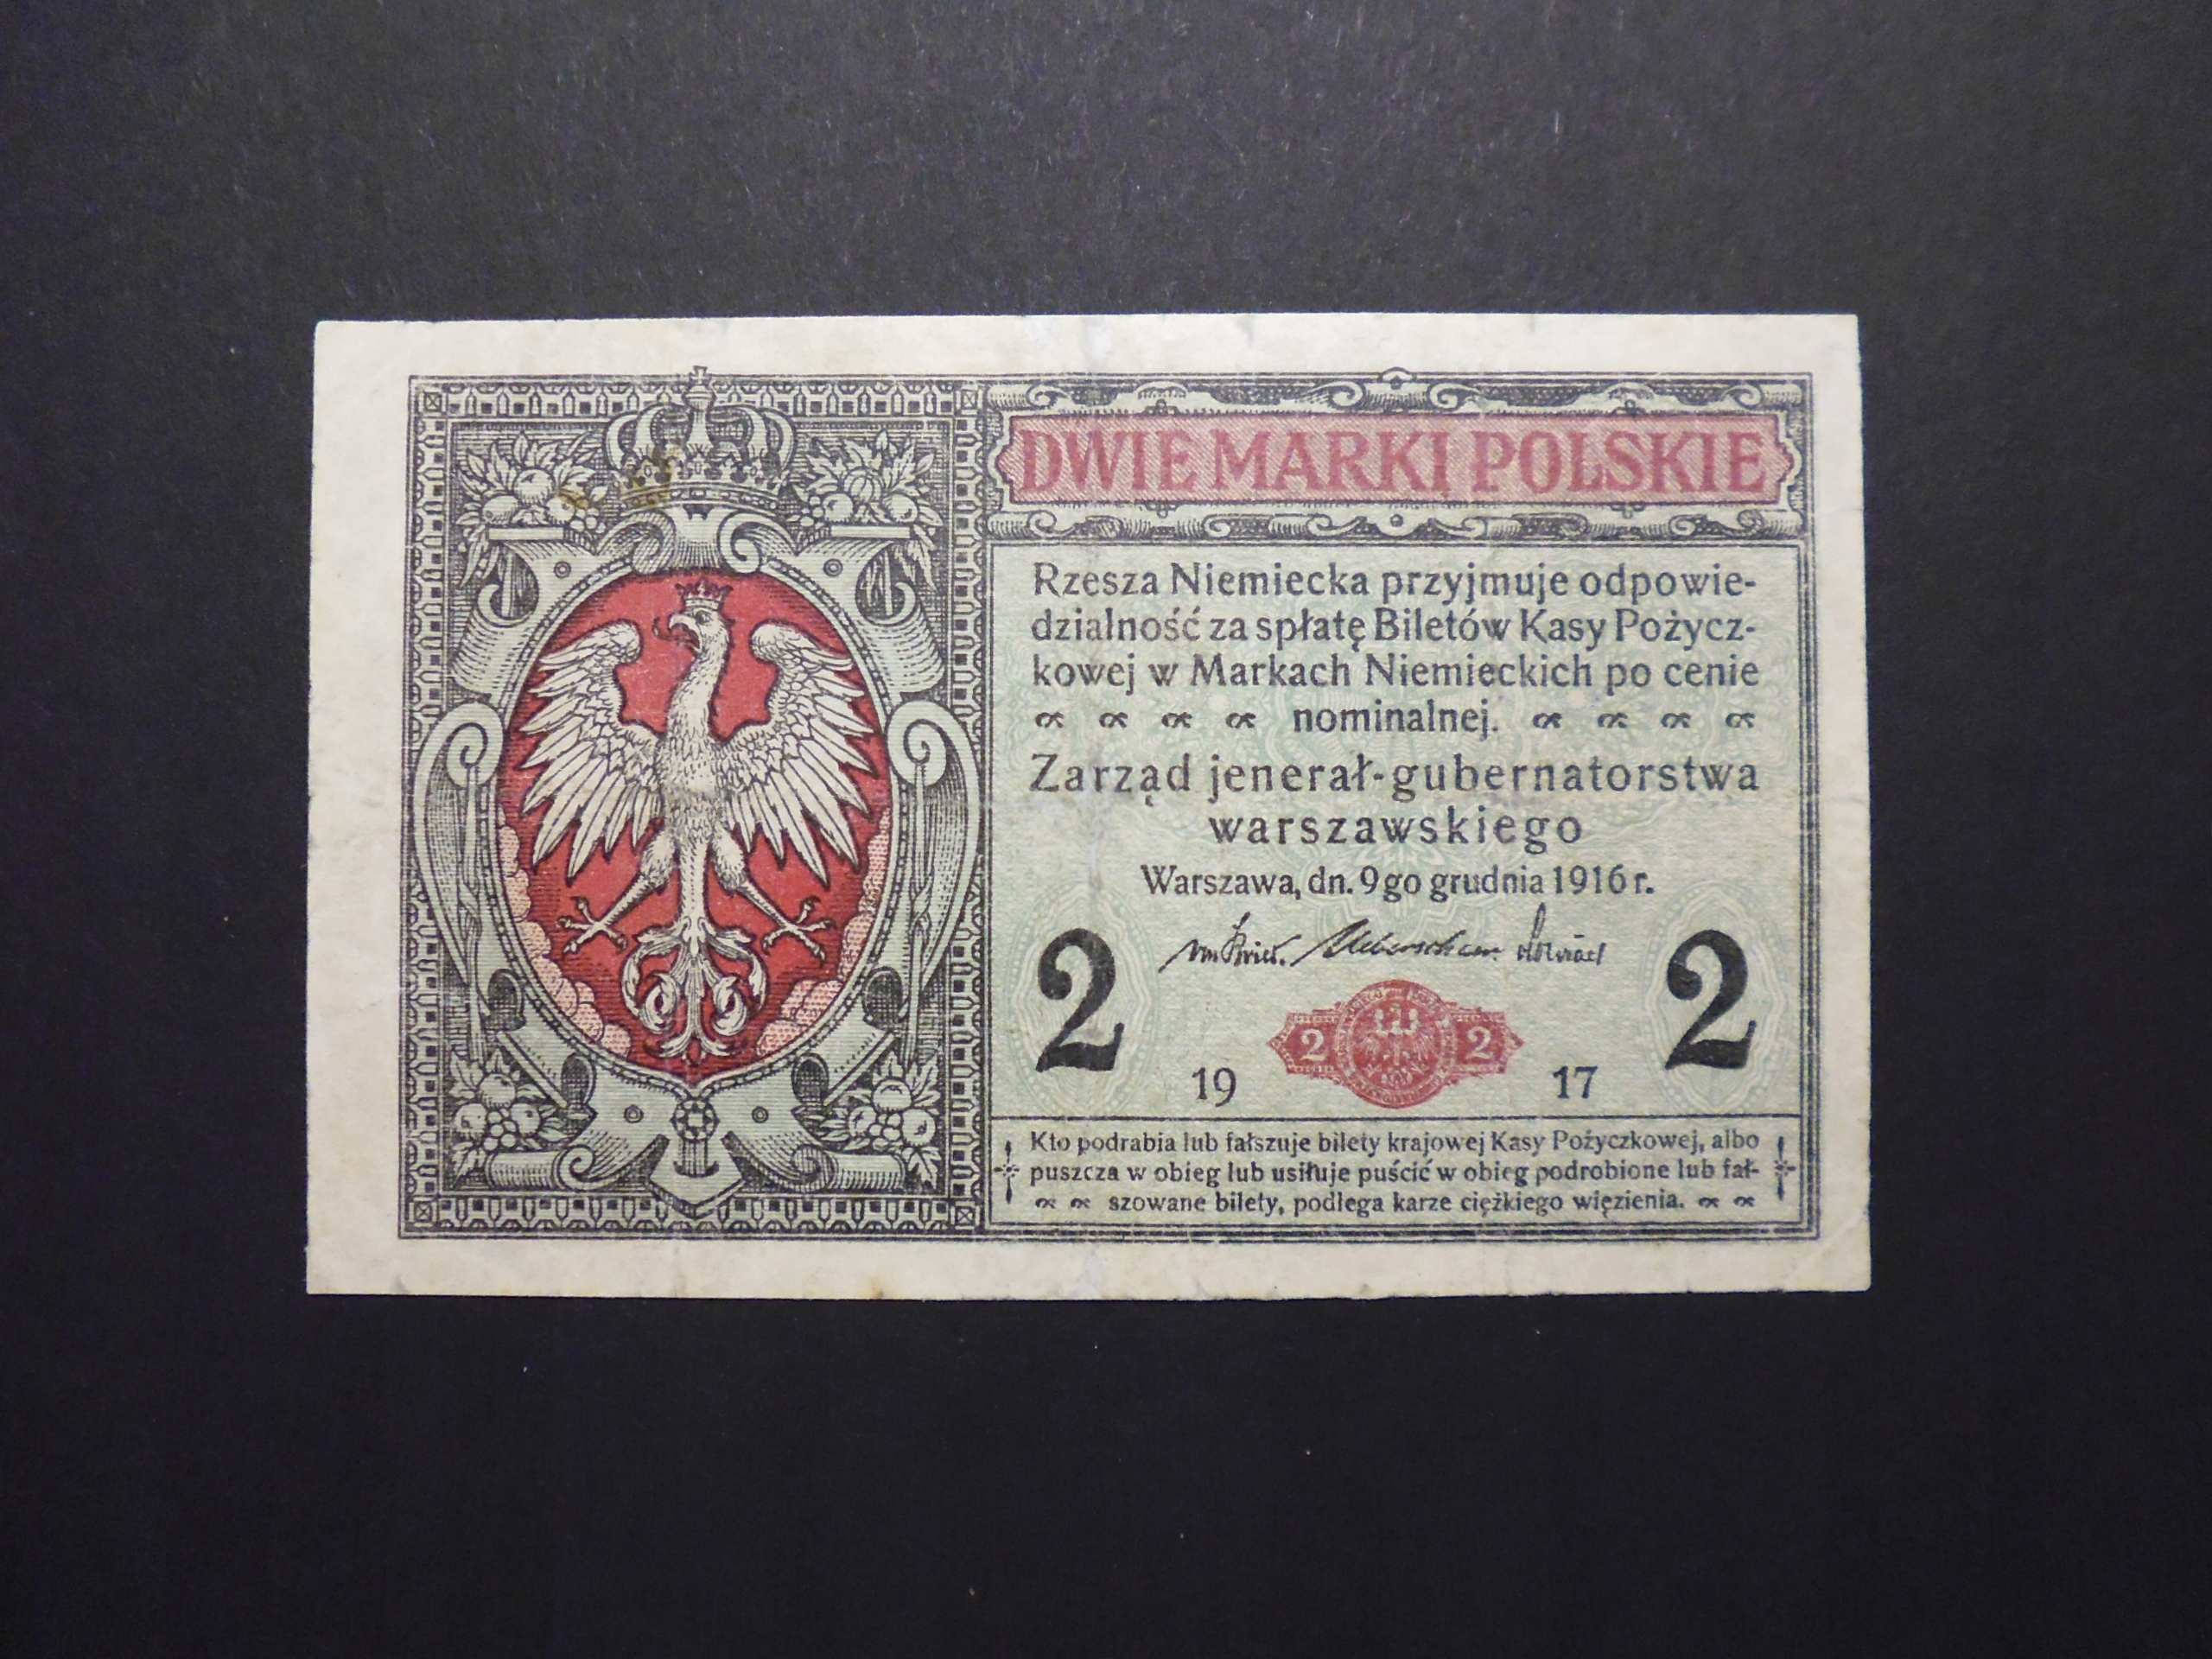 DWIE MARKI POLSKIE
Rzesza Niemiecka przyjmuje odpowie-
dzialność za spłatę Biletów Kasy Pożycz-
kowej w Markach Niemieckich po cenie
nominalnej.
Zarząd jenerał-gubernatorstwa
warszawskiego
Warszawa, dn. 9go grudnia 1916 r.
2 2
2 2
19 17
Kto podrabia lub fałszuje bilety krajowej Kasy Pożyczkowej, albo
puszcza w obieg lub usiłuje puścić w obieg podrobione lub fał-
szowane bilety, podlega karze ciężkiego więzienia.